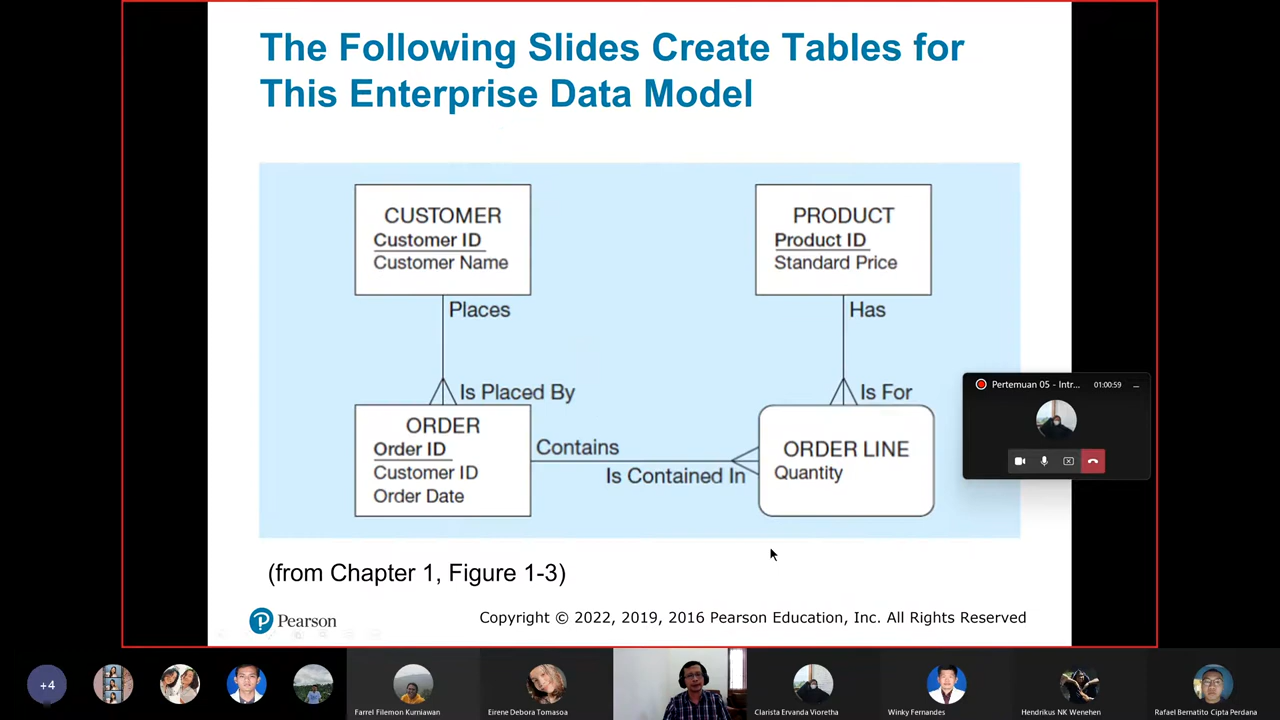 The Following Slides Create Tables for
This Enterprise Data Model
CUSTOMER
Customer ID
Customer Name
PRODUCT
Product ID
Standard Price
Places
Has
Is Placed By
Is For
ORDER
Order ID
Customer ID
Order Date
Contains
Is Contained In
ORDER LINE
Quantity
Pertemuan 05 - Intr...
01:00:59
(from Chapter 1, Figure 1-3)
P Pearson
Copyright © 2022, 2019, 2016 Pearson Education, Inc. All Rights Reserved
+4
Farrel Filemon Kurniawan
Eirene Debora Tomasoa
Clarista Ervanda Vioretha
Winky Fernandes
Hendrikus NK Wenehen
Rafael Bernatito Cipta Perdana